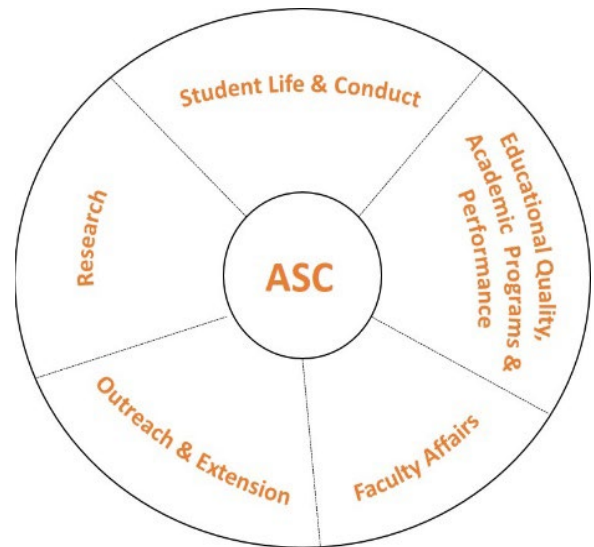 Student Life & Conduct
Educational Quality,
Academic Programs &
Performance
Research
ASC
Outreach & Extension
Faculty Affairs